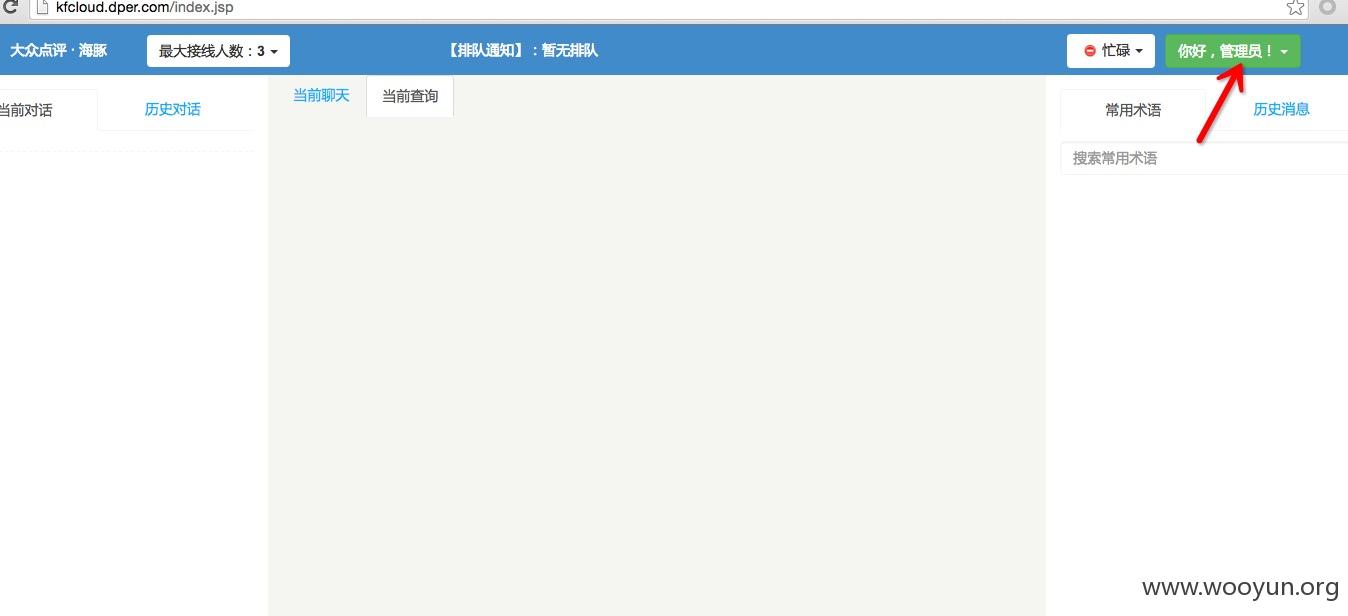 kfcloud.dper.com/index.jsp
大众点评 · 海豚
最大接线人数：3
【排队通知】：暂无排队
忙碌
你好，管理员！
当前对话
历史对话
当前聊天
当前查询
常用术语
历史消息
搜索常用术语
www.wooyun.org